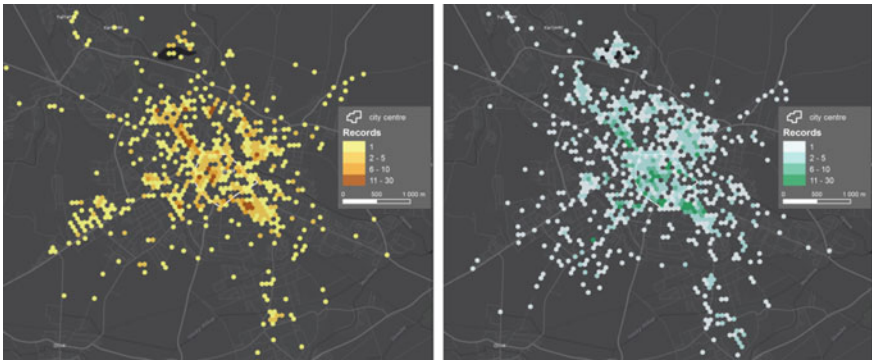 city centre
Records
1
2 - 5
6 - 10
11 - 30
0 500 1 000 m
city centre
Records
1
2 - 5
6 - 10
11 - 30
0 500 1 000 m